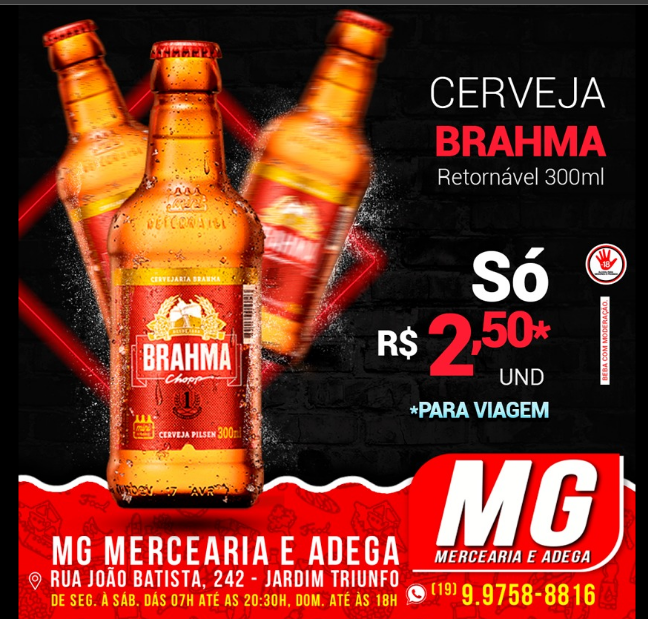 CERVEJA
BRAHMA
Retornável 300ml
Só
R$ 2,50*
UND
*PARA VIAGEM
-18
BEBA COM MODERAÇÃO.
CERVEJARIA BRAHMA
BRAHMA
Chopp
1
CERVEJA PILSEN 300ml
BRAHMA
MG
MERCEARIA E ADEGA
MG MERCEARIA E ADEGA
RUA JOÃO BATISTA, 242 - JARDIM TRIUNFO
DE SEG. À SÁB. DÁS 07H ATÉ AS 20:30H, DOM. ATÉ ÀS 18H
(19) 9.9758-8816